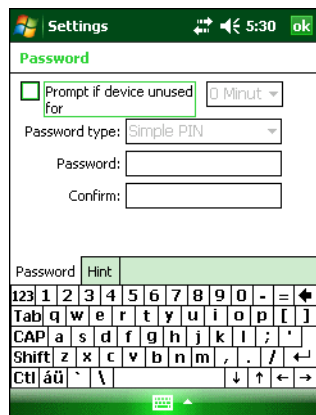 Settings 5:30 ok
Password
Prompt if device unused for 0 Minut
Password type: Simple PIN
Password:
Confirm:
Password Hint
123 1 2 3 4 5 6 7 8 9 0 - = 🡄
Tab q w e r t y u i o p [ ]
CAP a s d f g h j k l ; '
Shift z x c v b n m , . / ↵
Ctl áü ` \ ↓ ↑ ← →